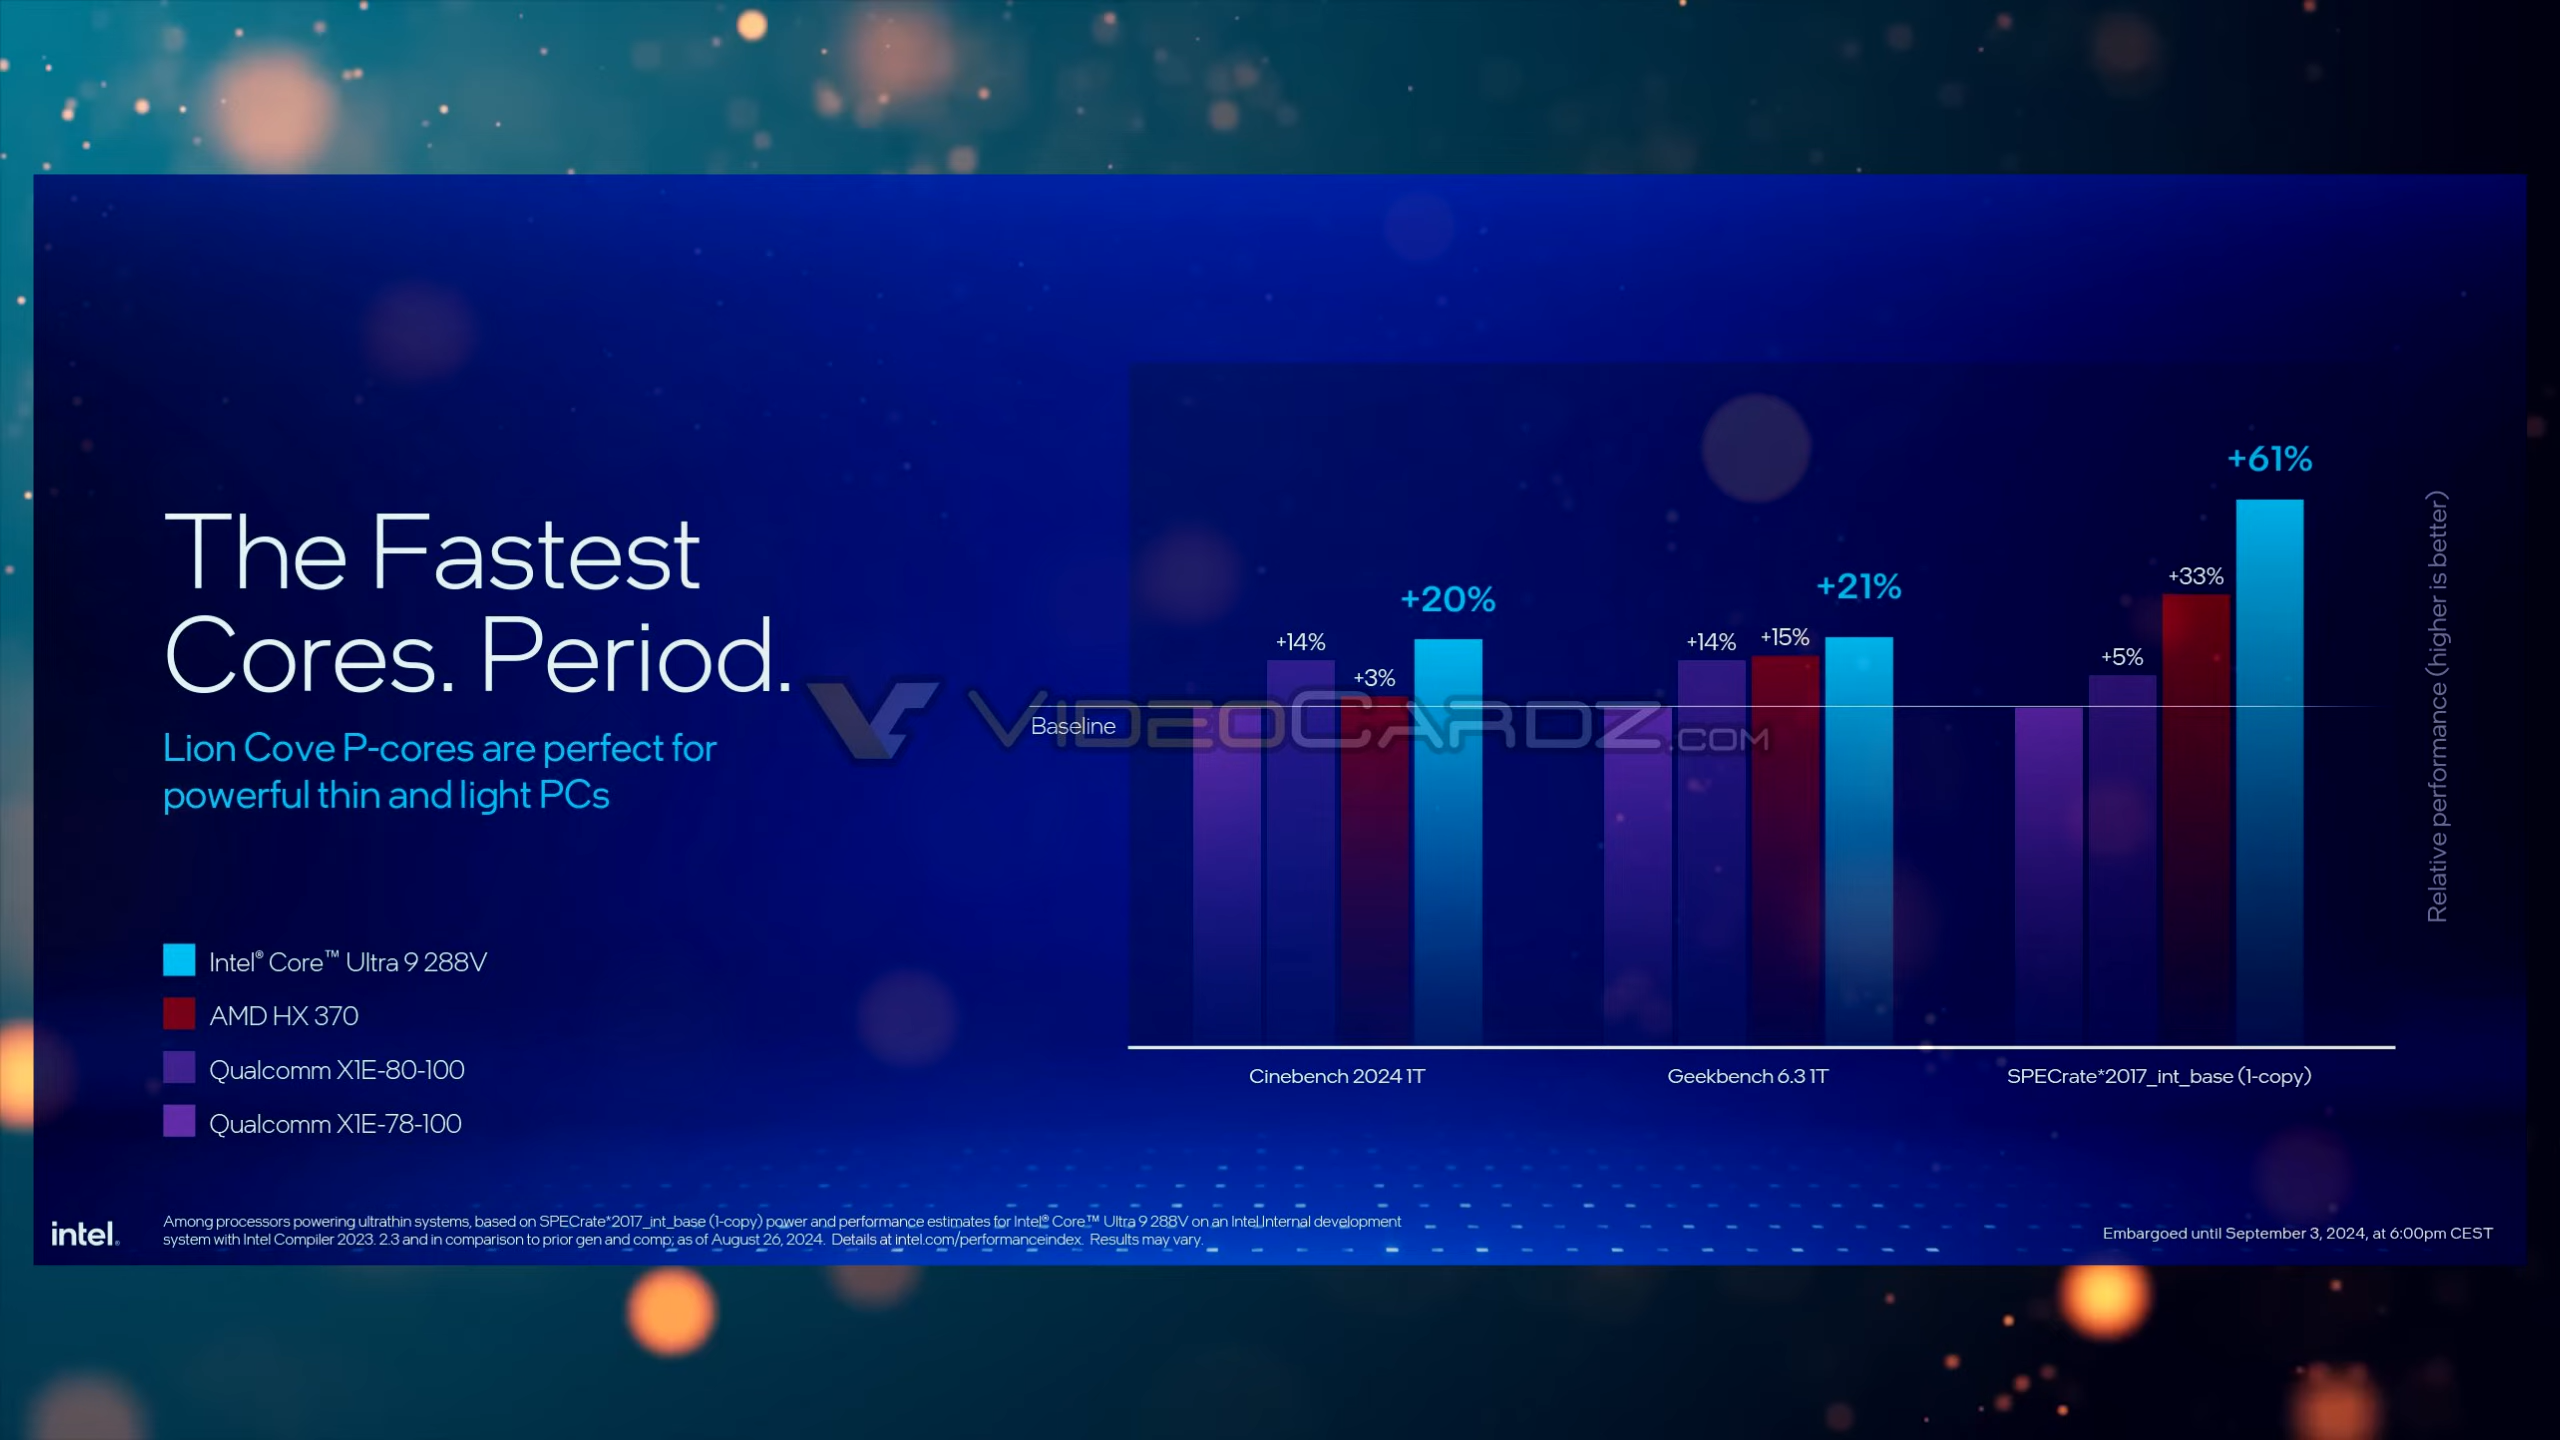 The Fastest
Cores. Period.
Lion Cove P-cores are perfect for
powerful thin and light PCs
Intel® Core™ Ultra 9 288V
AMD HX 370
Qualcomm X1E-80-100
Qualcomm X1E-78-100
+14%
+3%
+20%
+14%
+15%
+21%
+5%
+33%
+61%
Baseline
VIDEOCARDZ.COM
Relative performance (higher is better)
Cinebench 2024 1T
Geekbench 6.3 1T
SPECrate*2017_int_base (1-copy)
intel.
Among processors powering ultrathin systems, based on SPECrate*2017_int_base (1-copy) power and performance estimates for Intel® Core™ Ultra 9 288V on an Intel Internal development
system with Intel Compiler 2023. 2.3 and in comparison to prior gen and comp; as of August 26, 2024. Details at intel.com/performanceindex. Results may vary.
Embargoed until September 3, 2024, at 6:00pm CEST